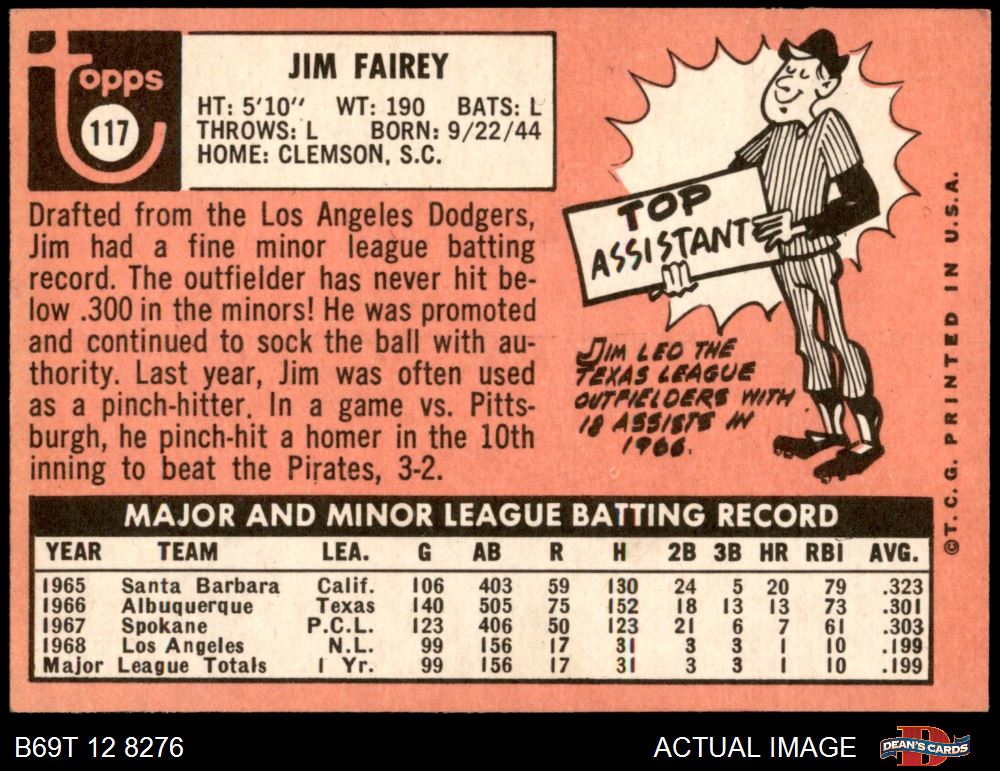 topps
117
JIM FAIREY
HT: 5'10" WT: 190 BATS: L
THROWS: L BORN: 9/22/44
HOME: CLEMSON, S.C.
Drafted from the Los Angeles Dodgers,
Jim had a fine minor league batting
record. The outfielder has never hit be-
low .300 in the minors! He was promoted
and continued to sock the ball with au-
thority. Last year, Jim was often used
as a pinch-hitter. In a game vs. Pitts-
burgh, he pinch-hit a homer in the 10th
inning to beat the Pirates, 3-2.
TOP
ASSISTANT
JIM LED THE
TEXAS LEAGUE
OUTFIELDERS WITH
18 ASSISTS IN
1966.
©T. C. G. PRINTED IN U.S.A.
MAJOR AND MINOR LEAGUE BATTING RECORD
YEAR TEAM LEA. G AB R H 2B 3B HR RBI AVG.
1965 Santa Barbara Calif. 106 403 59 130 24 5 20 79 .323
1966 Albuquerque Texas 140 505 75 152 18 13 13 73 .301
1967 Spokane P.C.L. 123 406 50 123 21 6 7 61 .303
1968 Los Angeles N.L. 99 156 17 31 3 3 1 10 .199
Major League Totals 1 Yr. 99 156 17 31 3 3 1 10 .199
B69T 12 8276
ACTUAL IMAGE
DEAN'S CARDS